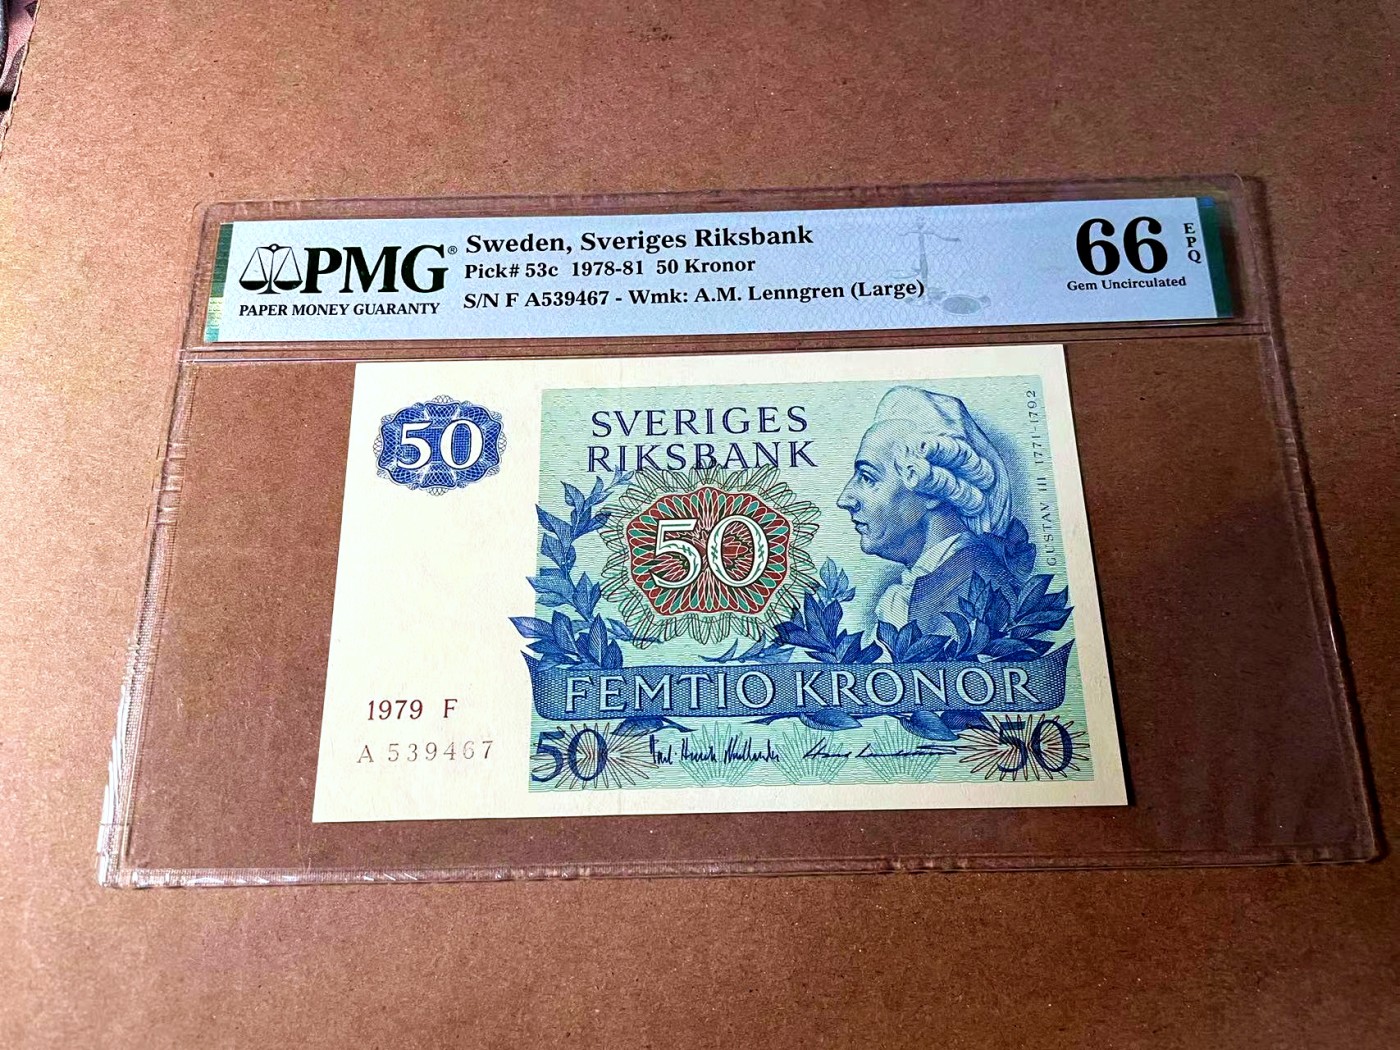 PMG®
PAPER MONEY GUARANTY
Sweden, Sveriges Riksbank
Pick# 53c 1978-81 50 Kronor
S/N F A539467 - Wmk: A.M. Lenngren (Large)
66
EPQ
Gem Uncirculated
50
SVERIGES
RIKSBANK
50
GUSTAV III 1771-1792
FEMTIO KRONOR
1979 F
A 539467
50
50